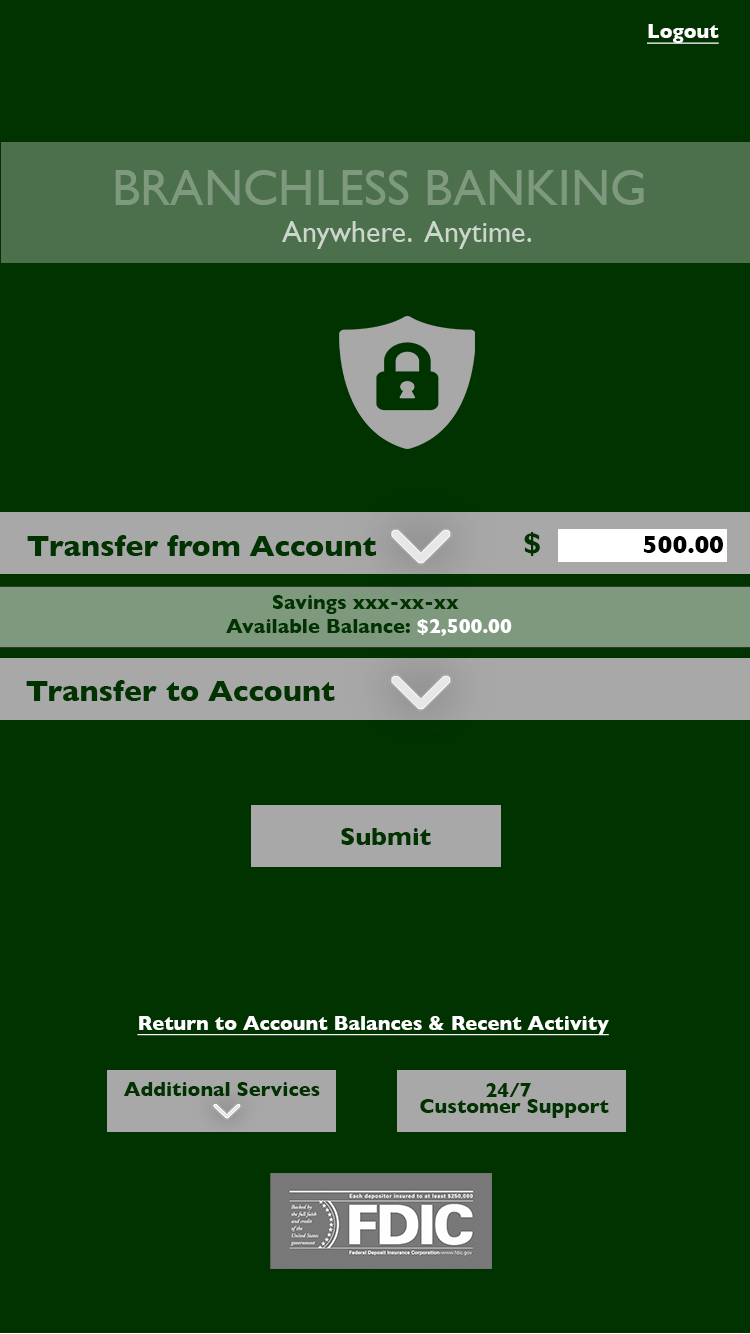 Logout
BRANCHLESS BANKING
Anywhere. Anytime.
Transfer from Account $ 500.00
Savings xxx-xx-xx
Available Balance: $2,500.00
Transfer to Account
Submit
Return to Account Balances & Recent Activity
Additional Services
24/7
Customer Support
Each depositor insured to at least $250,000
Backed by
the full faith
and credit
of the
United States
government
FDIC
Federal Deposit Insurance Corporation•www.fdic.gov